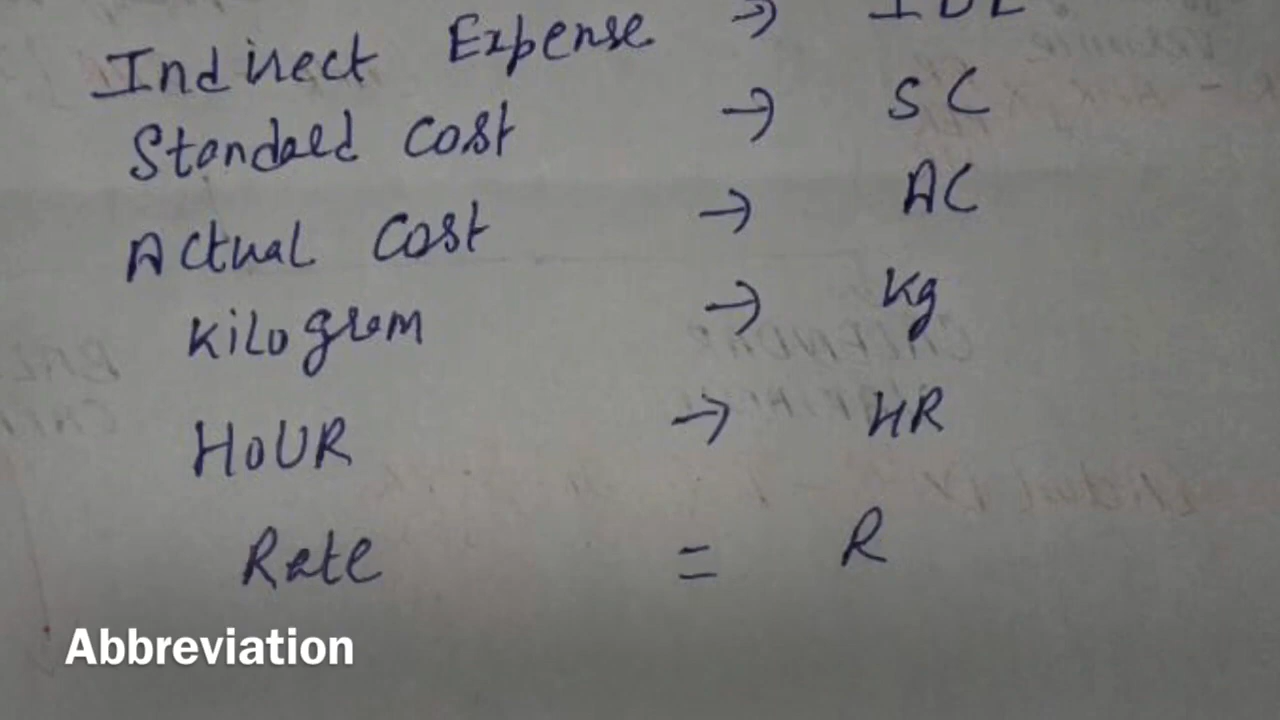 Indirect Expense →
Standard Cost → SC
Actual Cost → AC
Kilogram → Kg
HOUR → HR
Rate = R
Abbreviation